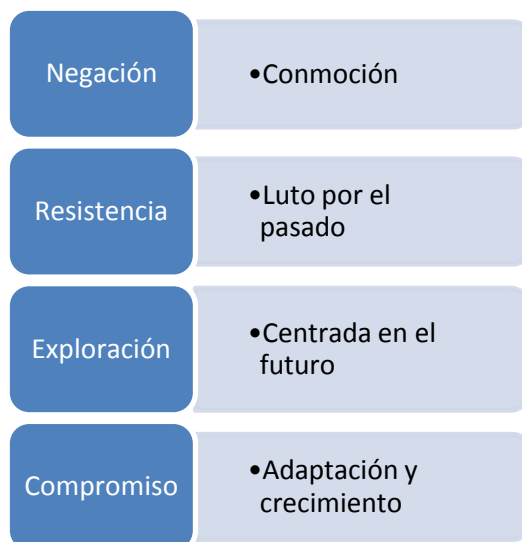 Negación
•Conmoción
Resistencia
•Luto por el
pasado
Exploración
•Centrada en el
futuro
Compromiso
•Adaptación y
crecimiento